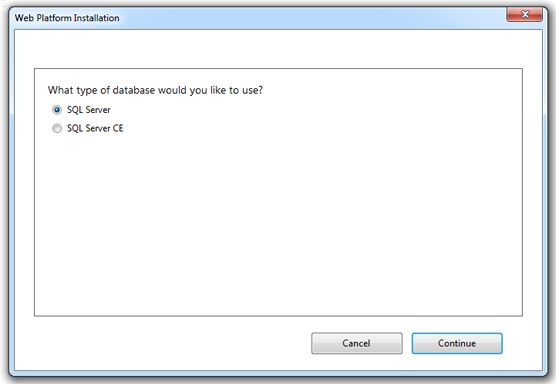 Web Platform Installation
What type of database would you like to use?
SQL Server
SQL Server CE
Cancel
Continue